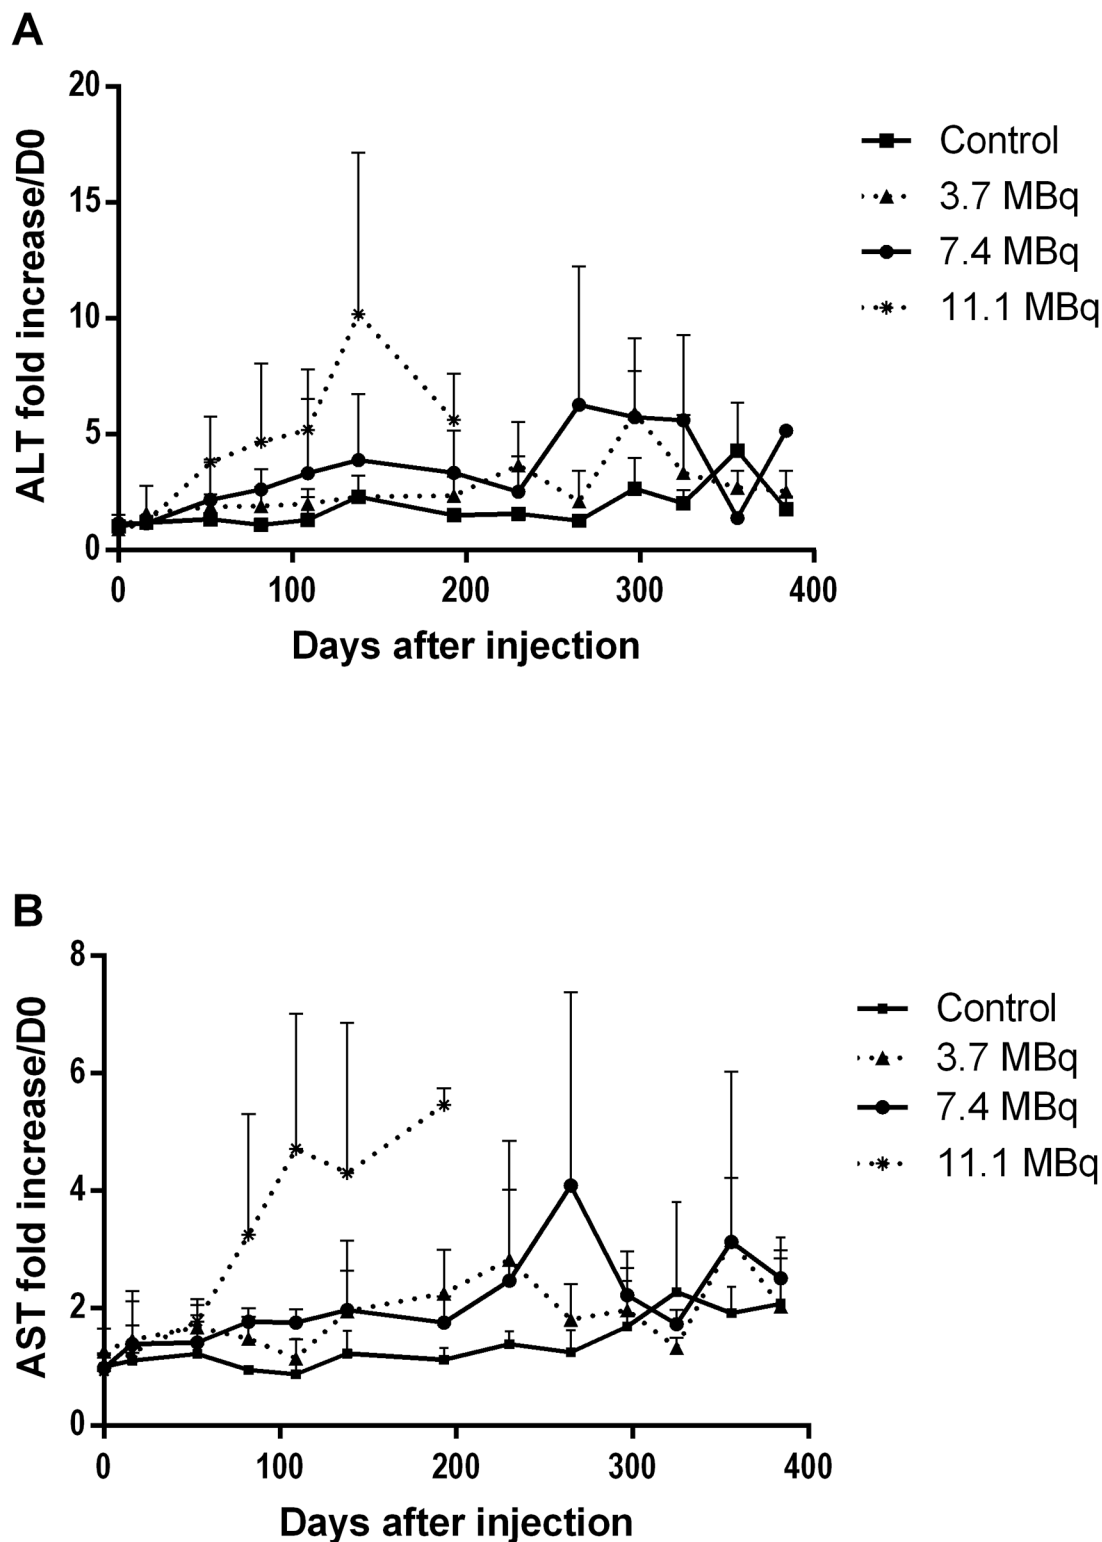 A
ALT fold increase/D0
20
15
10
5
0
0 100 200 300 400
Days after injection
Control
3.7 MBq
7.4 MBq
11.1 MBq
B
AST fold increase/D0
8
6
4
2
0
0 100 200 300 400
Days after injection
Control
3.7 MBq
7.4 MBq
11.1 MBq